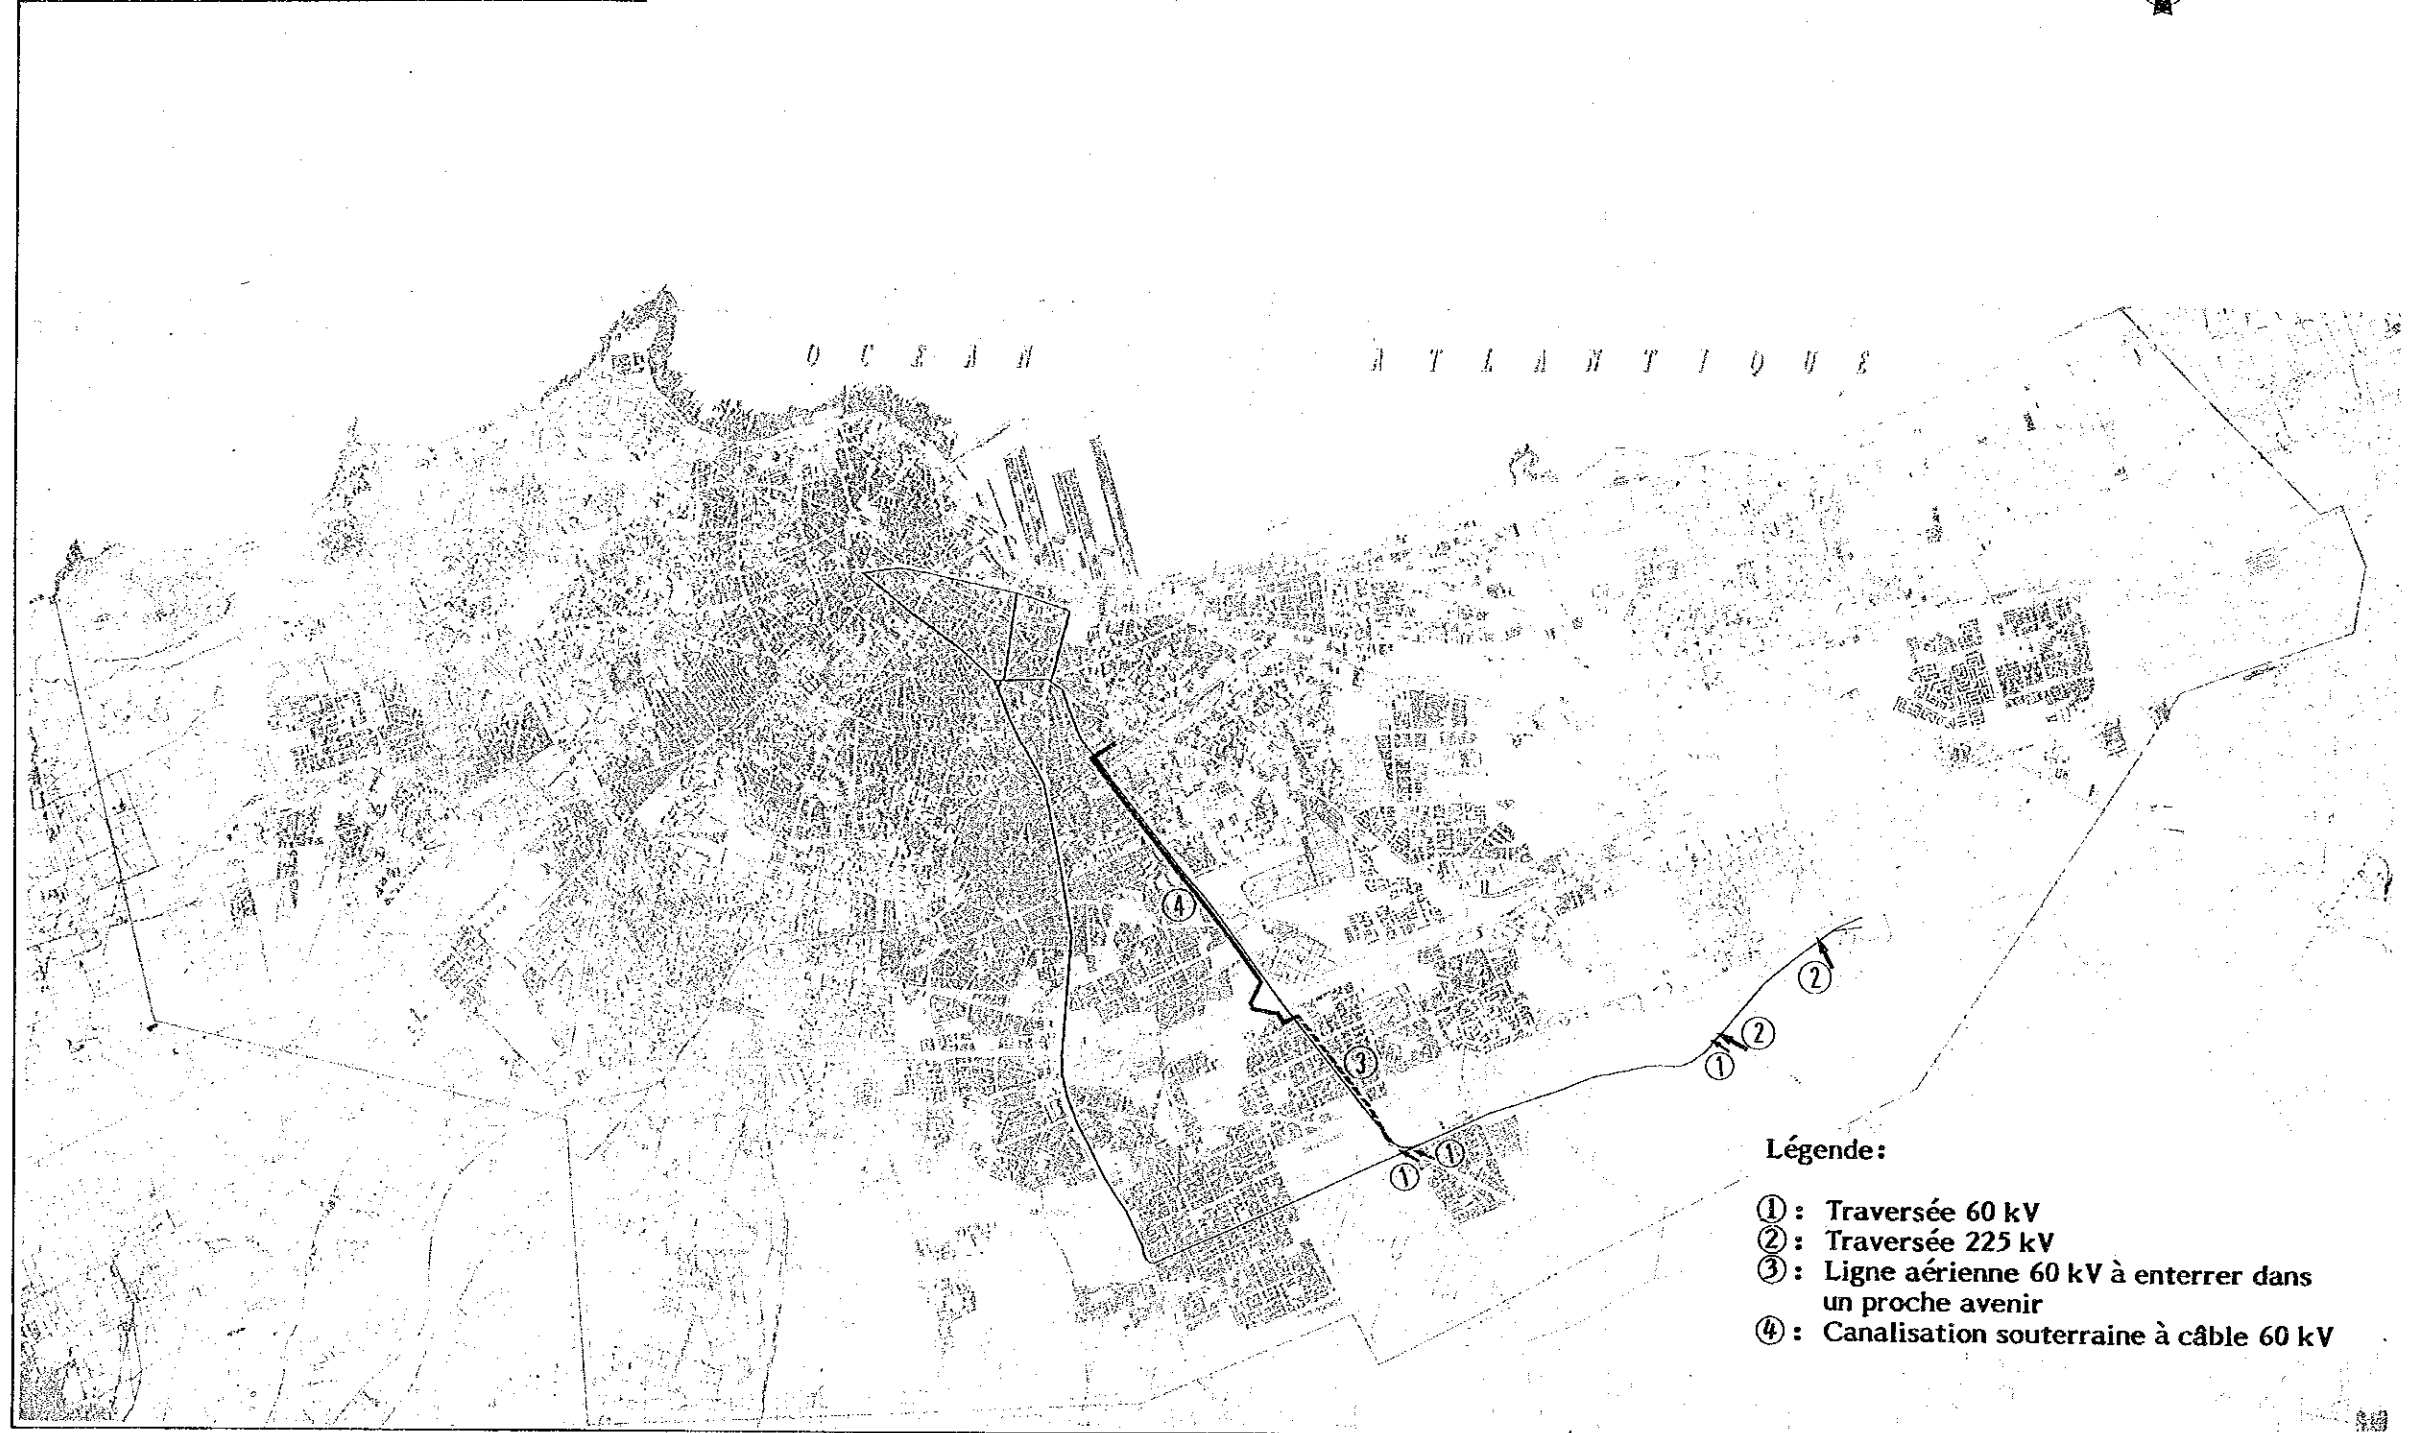 OCEAN ATLANTIQUE
④
③
②
②
①
①
①
Légende:
① : Traversée 60 kV
② : Traversée 225 kV
③ : Ligne aérienne 60 kV à enterrer dans
un proche avenir
④ : Canalisation souterraine à câble 60 kV